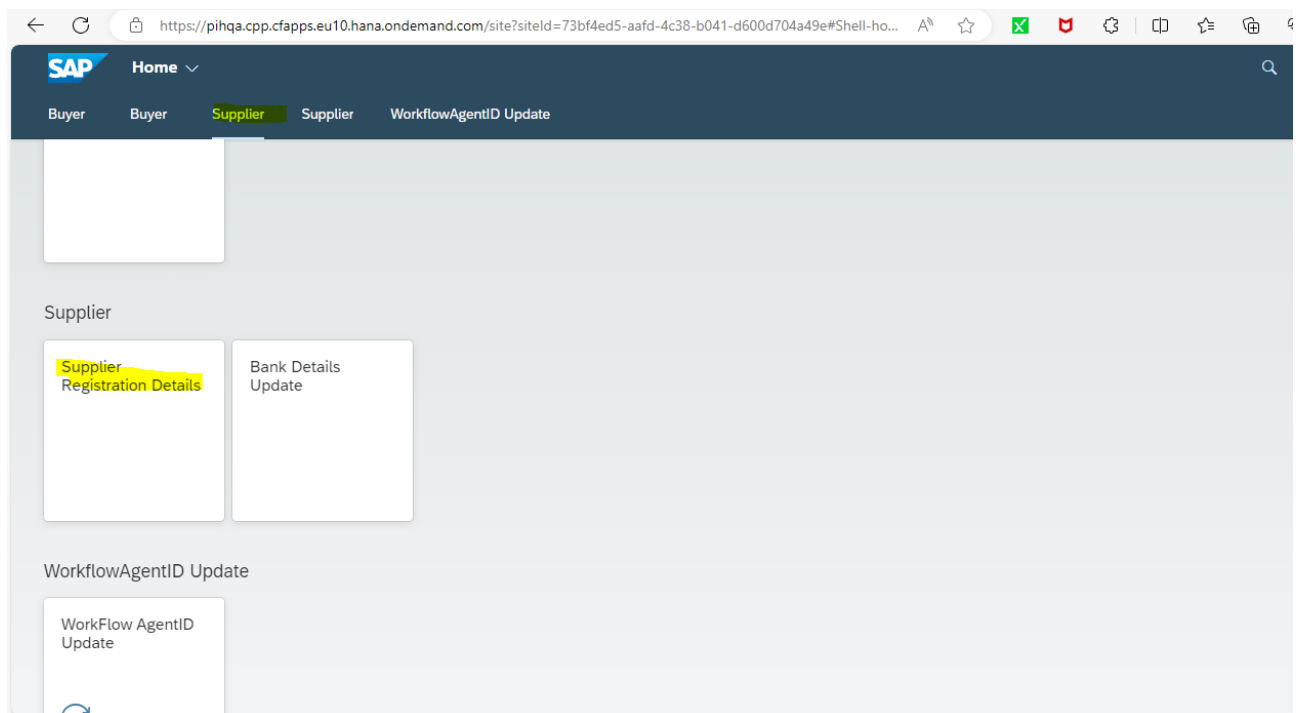 https://pihqa.cpp.cfapps.eu10.hana.ondemand.com/site?siteId=73bf4ed5-aafd-4c38-b041-d600d704a49e#Shell-ho...
SAP Home
Buyer Buyer Supplier Supplier WorkflowAgentID Update
Supplier
Supplier
Registration Details
Bank Details
Update
WorkflowAgentID Update
WorkFlow AgentID
Update